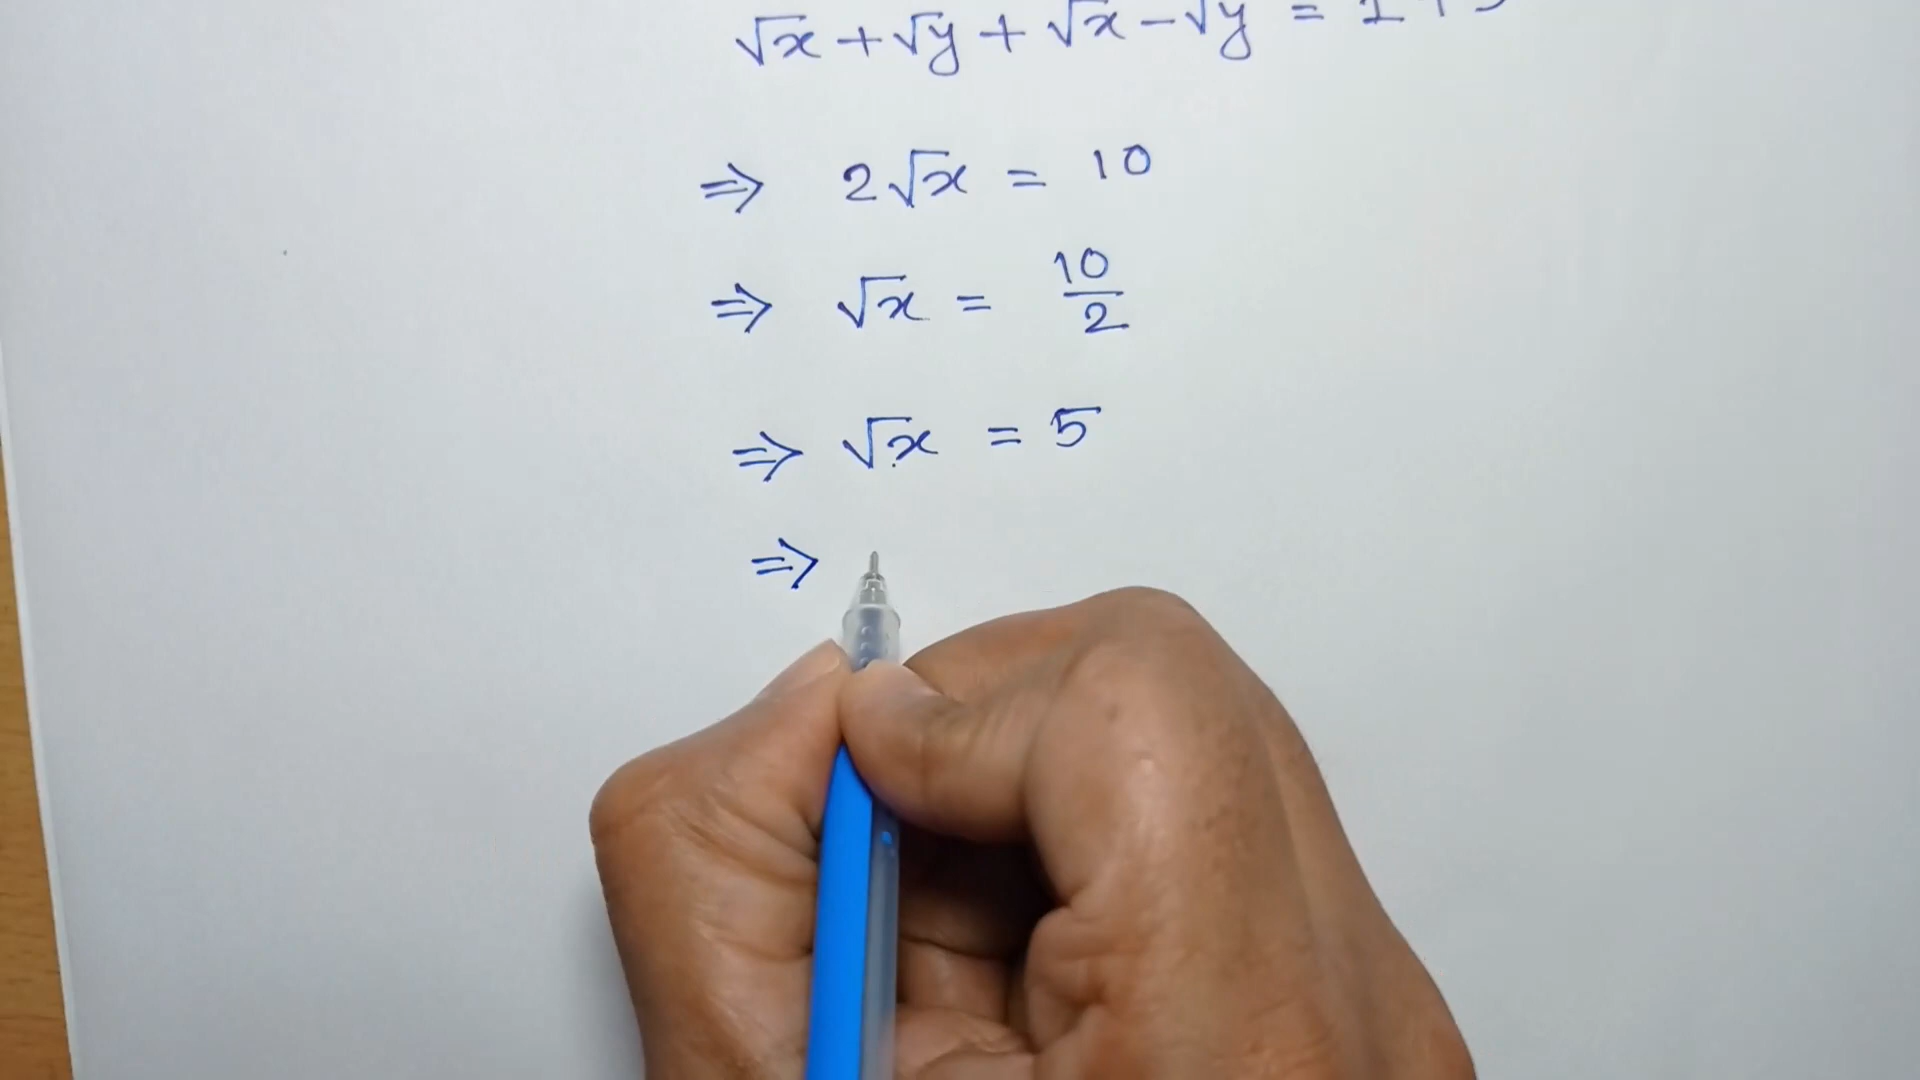 √x + √y + √x - √y =
⇒ 2√x = 10
⇒ √x = 10/2
⇒ √x = 5
⇒